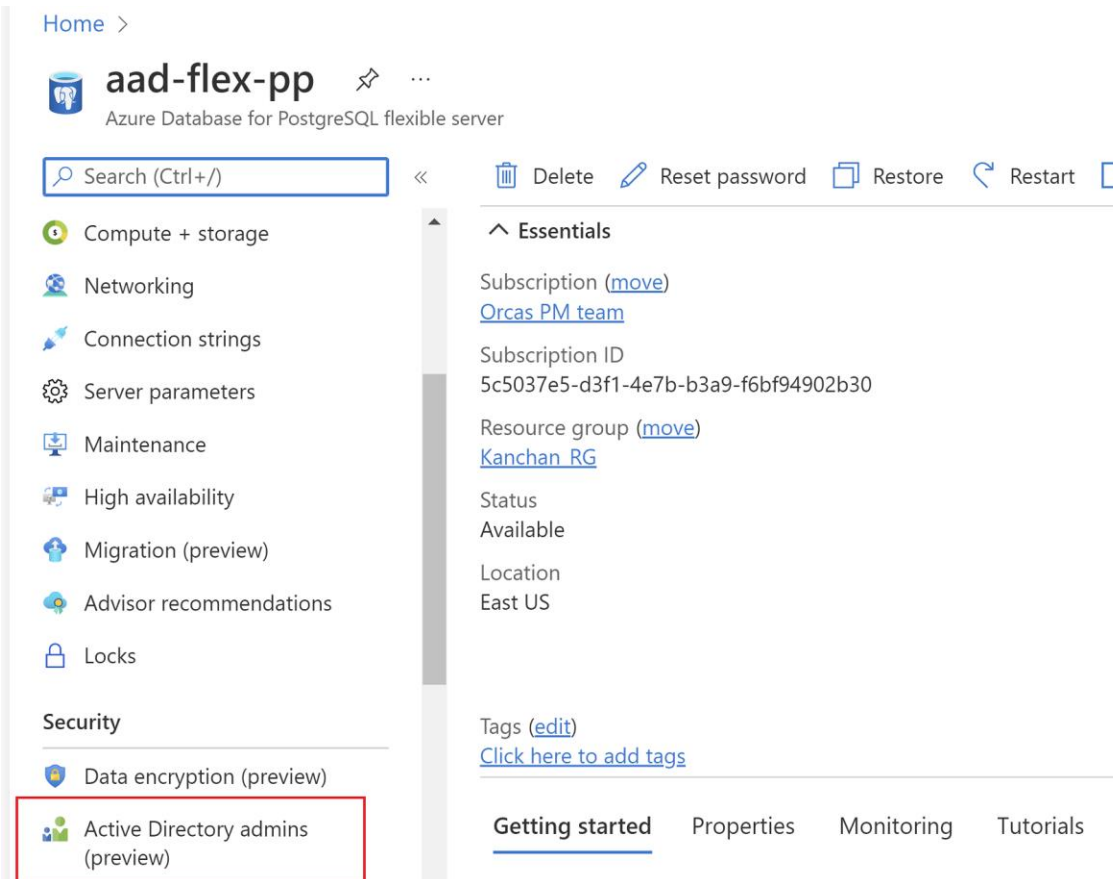 Home >
aad-flex-pp ...
Azure Database for PostgreSQL flexible server
Search (Ctrl+/) «
Compute + storage
Networking
Connection strings
Server parameters
Maintenance
High availability
Migration (preview)
Advisor recommendations
Locks
Security
Data encryption (preview)
Active Directory admins
(preview)
Delete Reset password Restore Restart
Essentials
Subscription (move)
Orcas PM team
Subscription ID
5c5037e5-d3f1-4e7b-b3a9-f6bf94902b30
Resource group (move)
Kanchan_RG
Status
Available
Location
East US
Tags (edit)
Click here to add tags
Getting started Properties Monitoring Tutorials